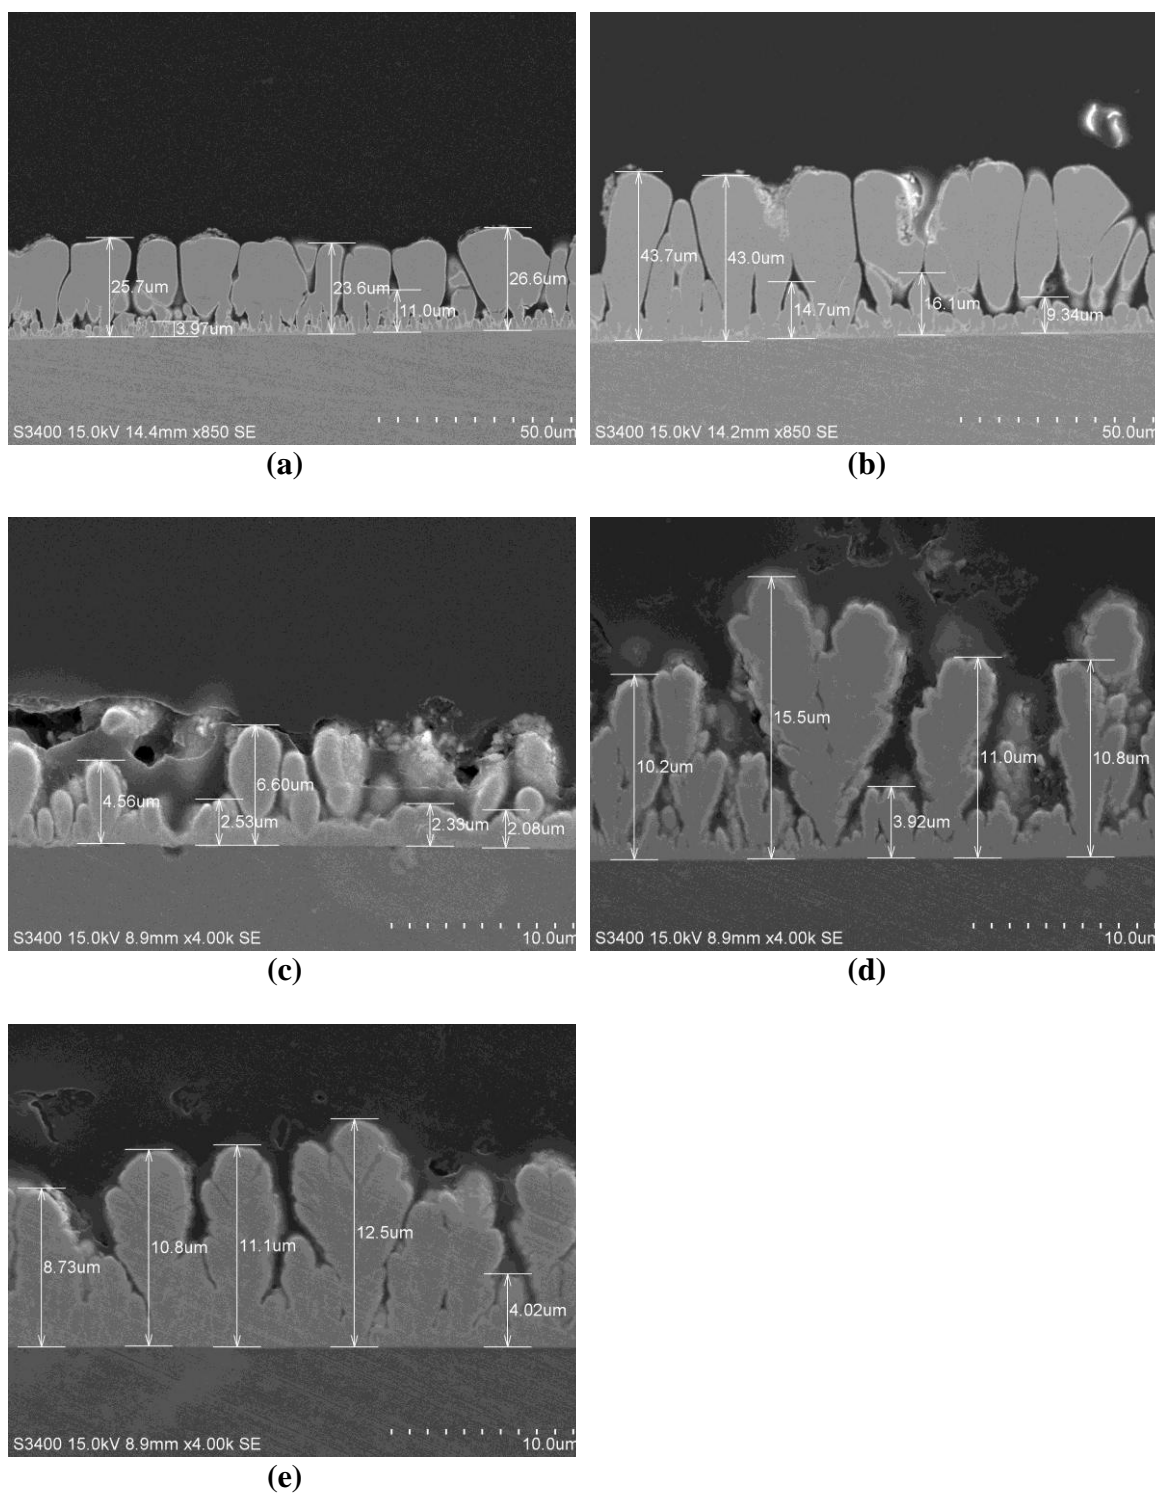 25.7um
23.6um
26.6um
11.0um
3.97um
S3400 15.0kV 14.4mm x850 SE
50.0um
(a)
43.7um
43.0um
14.7um
16.1um
9.34um
S3400 15.0kV 14.2mm x850 SE
50.0um
(b)
4.56um
2.53um
6.60um
2.33um
2.08um
S3400 15.0kV 8.9mm x4.00k SE
10.0um
(c)
10.2um
15.5um
3.92um
11.0um
10.8um
S3400 15.0kV 8.9mm x4.00k SE
10.0um
(d)
8.73um
10.8um
11.1um
12.5um
4.02um
S3400 15.0kV 8.9mm x4.00k SE
10.0um
(e)